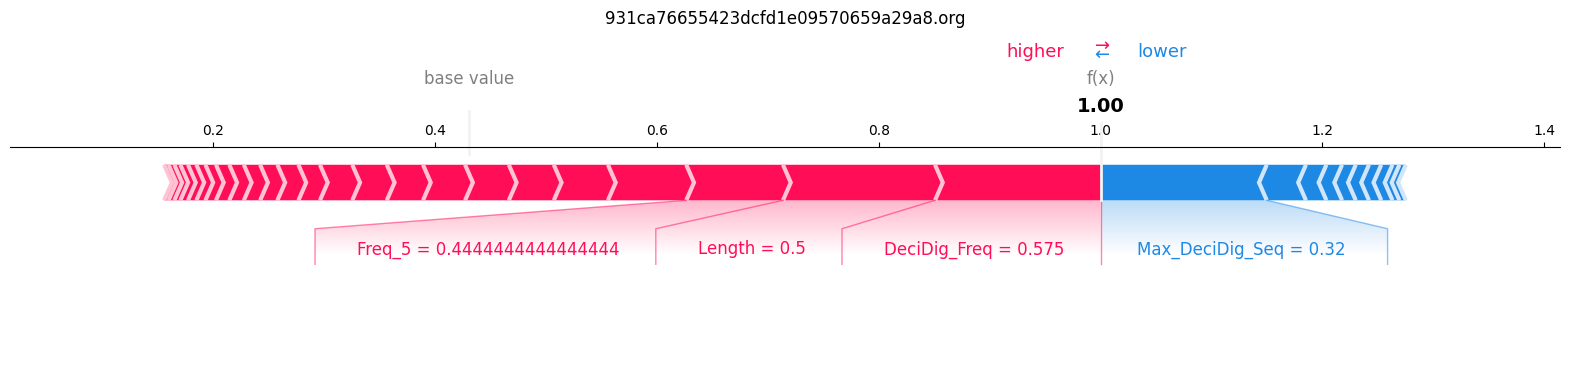 931ca76655423dcfd1e09570659a29a8.org
higher → ← lower
base value f(x)
1.00
0.2 0.4 0.6 0.8 1.0 1.2 1.4
Freq_5 = 0.4444444444444444 Length = 0.5 DeciDig_Freq = 0.575 Max_DeciDig_Seq = 0.32